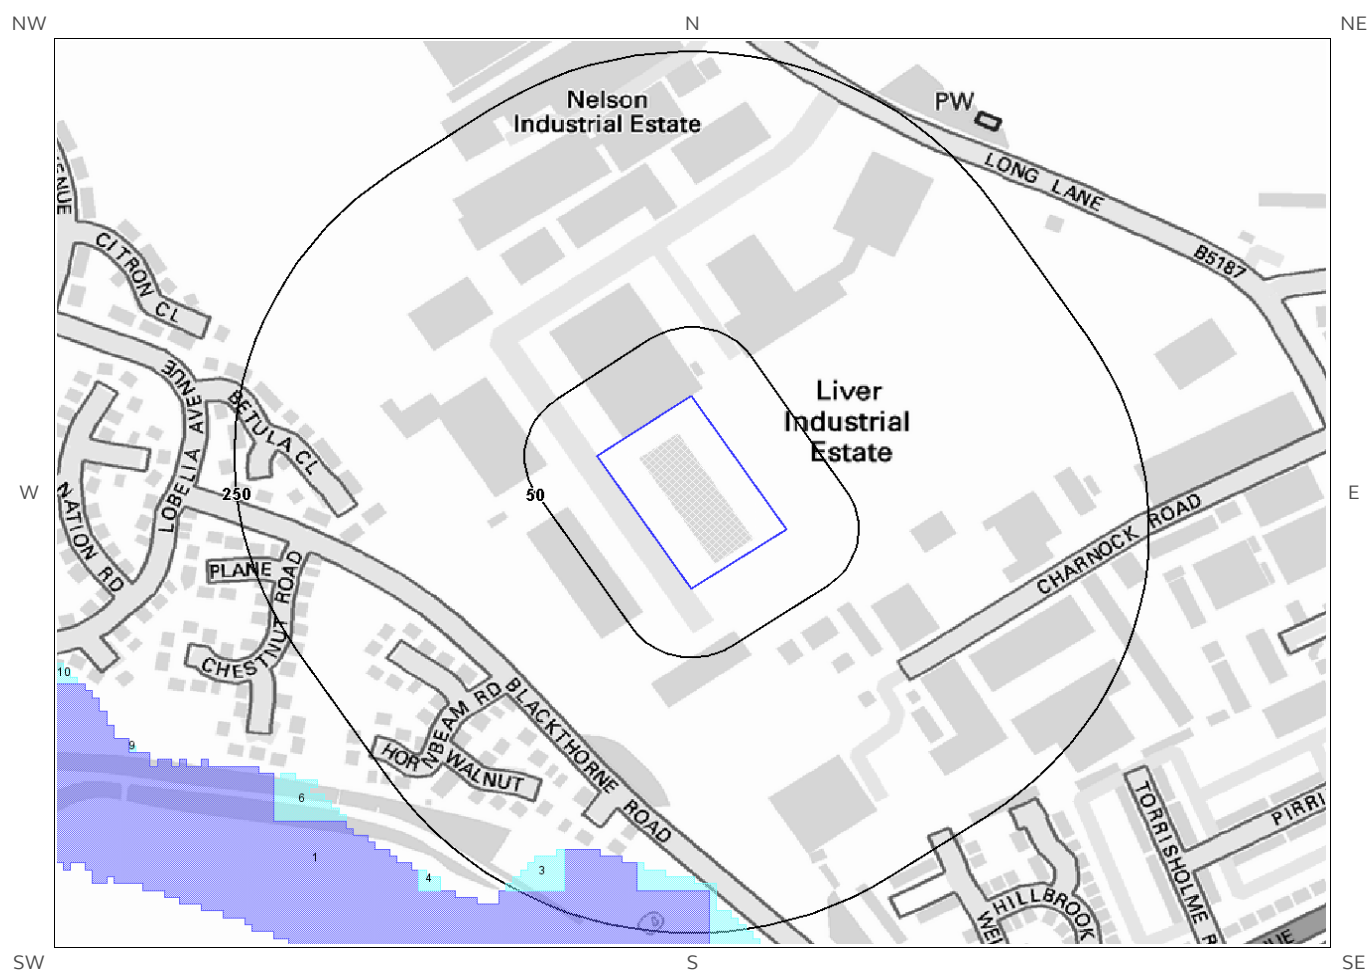 NW
N
NE
Nelson
Industrial Estate
PW
LONG LANE
B5187
ENUE
CITRON CL
LOBELIA AVENUE
BETULA CL
Liver
Industrial
Estate
W
250
50
E
NATION RD
PLANE
CHESTNUT ROAD
CHARNOCK ROAD
HORNBEAM RD
WALNUT
BLACKTHORNE ROAD
10
9
6
1
4
3
TORRISHOLME R
PIRRI
HILLBROOK
WEI
UE
SW
S
SE